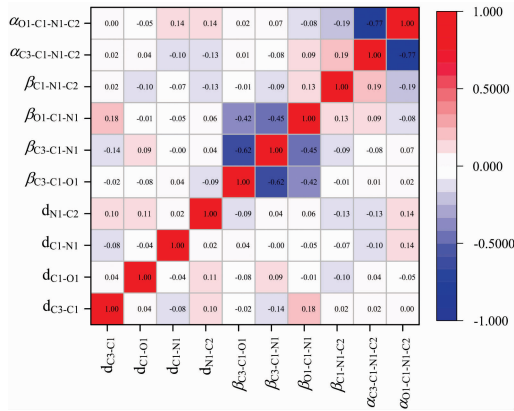 αO1-C1-N1-C2 0.00 -0.05 0.14 0.14 0.02 0.07 -0.08 -0.19 -0.77 1.00
αC3-C1-N1-C2 0.02 0.04 -0.10 -0.13 -0.01 -0.08 0.09 0.19 1.00 -0.77
βC1-N1-C2 0.02 -0.10 -0.07 -0.13 -0.01 -0.09 0.13 1.00 0.19 -0.19
βO1-C1-N1 0.18 -0.01 -0.05 0.06 -0.42 -0.45 1.00 0.13 0.09 -0.08
βC3-C1-N1 -0.14 0.09 -0.00 0.04 -0.62 1.00 -0.45 -0.09 -0.08 0.07
βC3-C1-O1 -0.02 -0.08 0.04 -0.09 1.00 -0.62 -0.42 -0.01 -0.01 0.02
dN1-C2 0.10 0.11 0.02 1.00 -0.09 0.04 0.06 -0.13 -0.13 0.14
dC1-N1 -0.08 -0.04 1.00 0.02 0.04 -0.00 -0.05 -0.07 -0.10 0.14
dC1-O1 0.04 1.00 -0.04 0.11 -0.08 0.09 -0.01 -0.10 0.04 -0.05
dC3-C1 1.00 0.04 -0.08 0.10 -0.02 -0.14 0.18 0.02 0.02 0.00
dC3-C1
dC1-O1
dC1-N1
dN1-C2
βC3-C1-O1
βC3-C1-N1
βO1-C1-N1
βC1-N1-C2
αC3-C1-N1-C2
αO1-C1-N1-C2
1.000
0.5000
0.000
-0.5000
-1.000